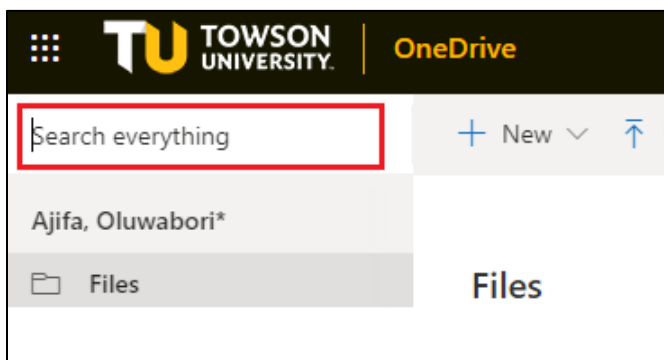 TU TOWSON UNIVERSITY. OneDrive
Search everything
New
Ajifa, Oluwabori*
Files
Files